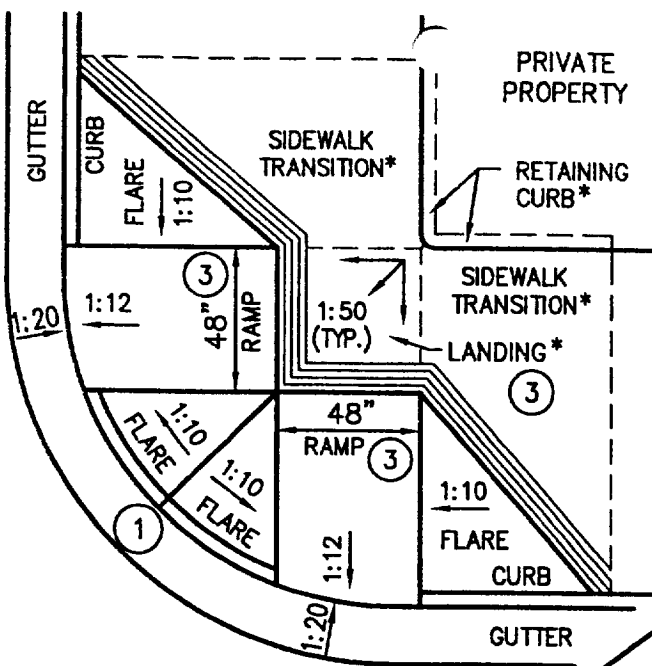 PRIVATE
PROPERTY
SIDEWALK
TRANSITION*
RETAINING
CURB*
GUTTER
CURB
FLARE
1:10
SIDEWALK
TRANSITION*
3
1:12
48"
RAMP
1:50
(TYP.)
LANDING*
3
1:20
1:10
FLARE
1:10
FLARE
48"
RAMP
3
1:10
FLARE
CURB
1
1:12
1:20
GUTTER